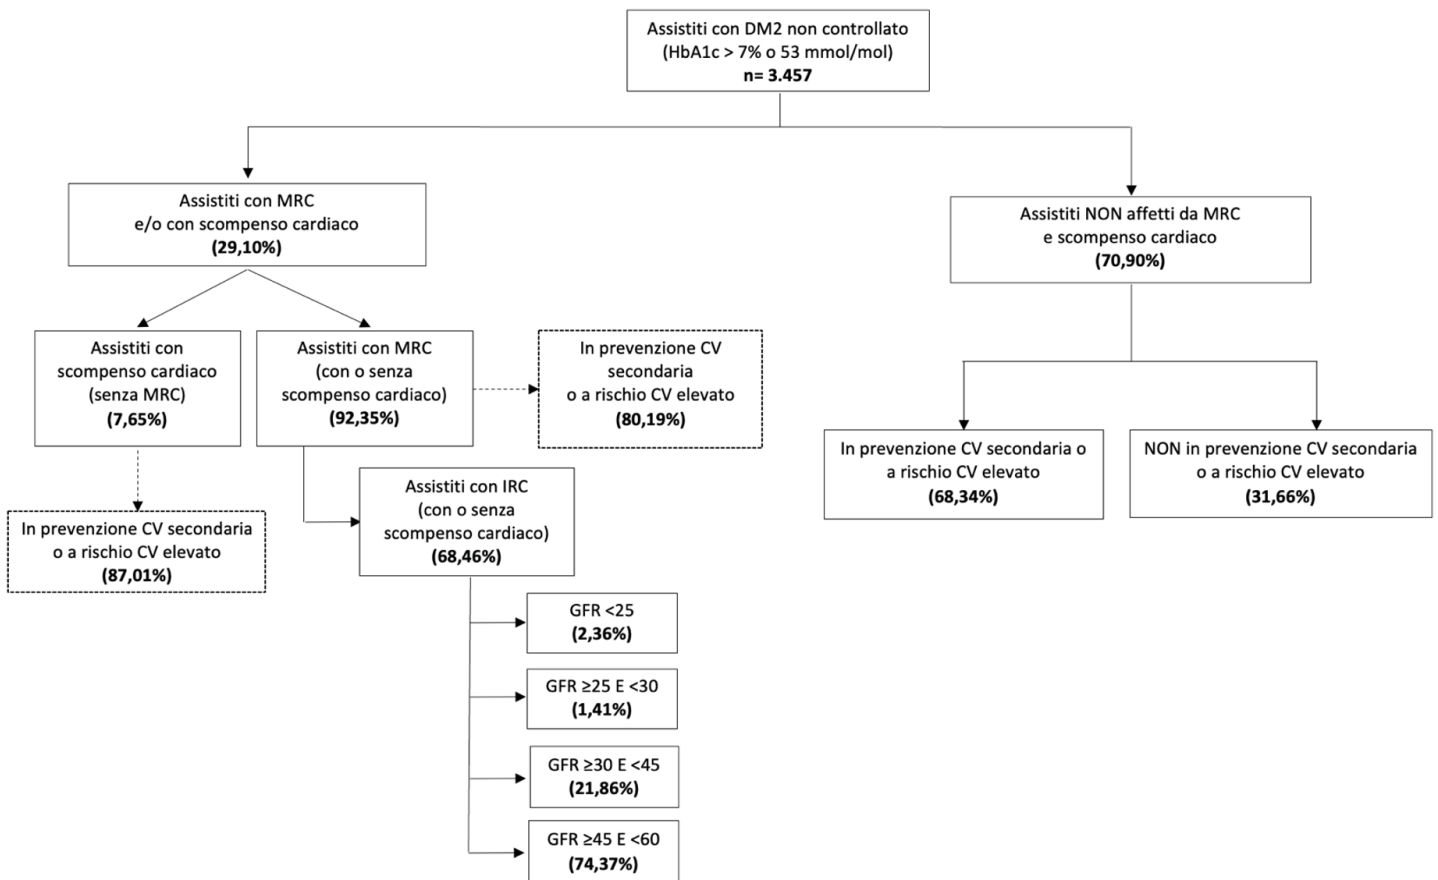 Assistiti con DM2 non controllato
(HbA1c > 7% o 53 mmol/mol)
n= 3.457
Assistiti con MRC
e/o con scompenso cardiaco
(29,10%)
Assistiti NON affetti da MRC
e scompenso cardiaco
(70,90%)
Assistiti con
scompenso cardiaco
(senza MRC)
(7,65%)
Assistiti con MRC
(con o senza
scompenso cardiaco)
(92,35%)
In prevenzione CV
secondaria
o a rischio CV elevato
(80,19%)
In prevenzione CV secondaria o
a rischio CV elevato
(68,34%)
NON in prevenzione CV secondaria
o a rischio CV elevato
(31,66%)
In prevenzione CV secondaria
o a rischio CV elevato
(87,01%)
Assistiti con IRC
(con o senza
scompenso cardiaco)
(68,46%)
GFR <25
(2,36%)
GFR ≥25 E <30
(1,41%)
GFR ≥30 E <45
(21,86%)
GFR ≥45 E <60
(74,37%)